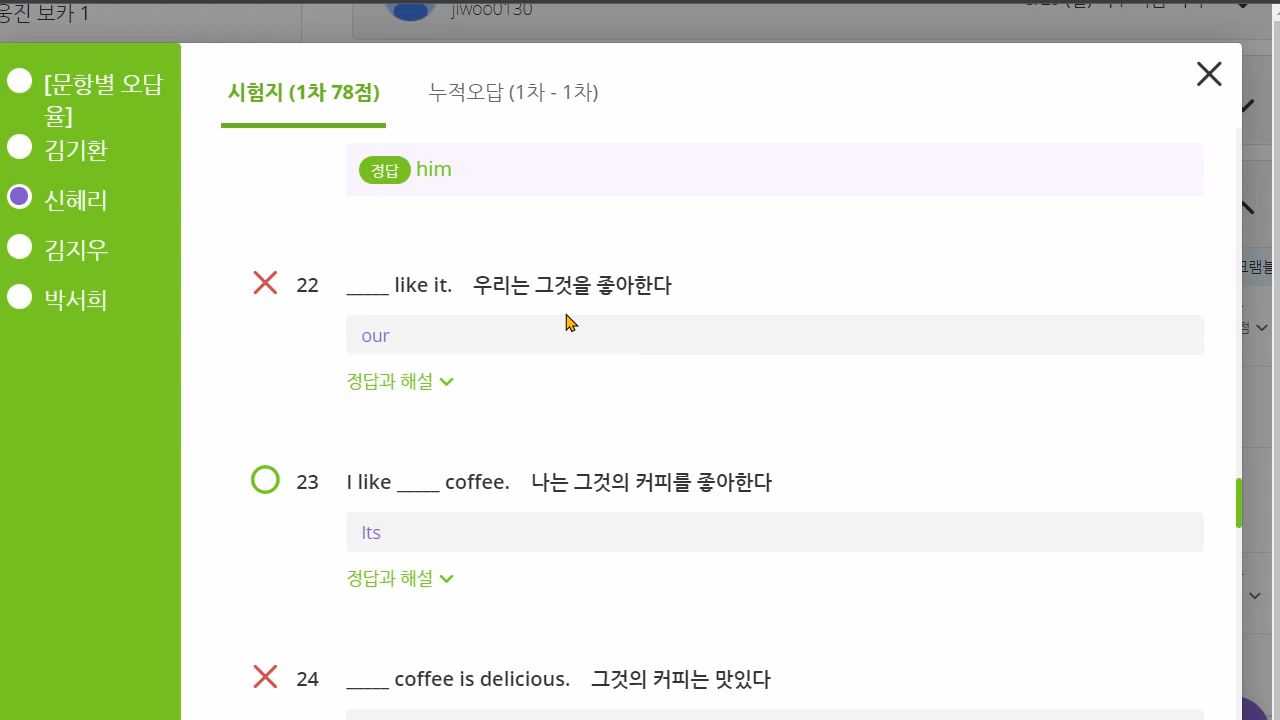 웅진 보카 1
jiwoo0130
[문항별 오답
율]
김기환
신혜리
김지우
박서희
시험지 (1차 78점)
누적오답 (1차 - 1차)
정답 him
22 _____ like it. 우리는 그것을 좋아한다
our
정답과 해설
23 I like _____ coffee. 나는 그것의 커피를 좋아한다
Its
정답과 해설
24 _____ coffee is delicious. 그것의 커피는 맛있다
점